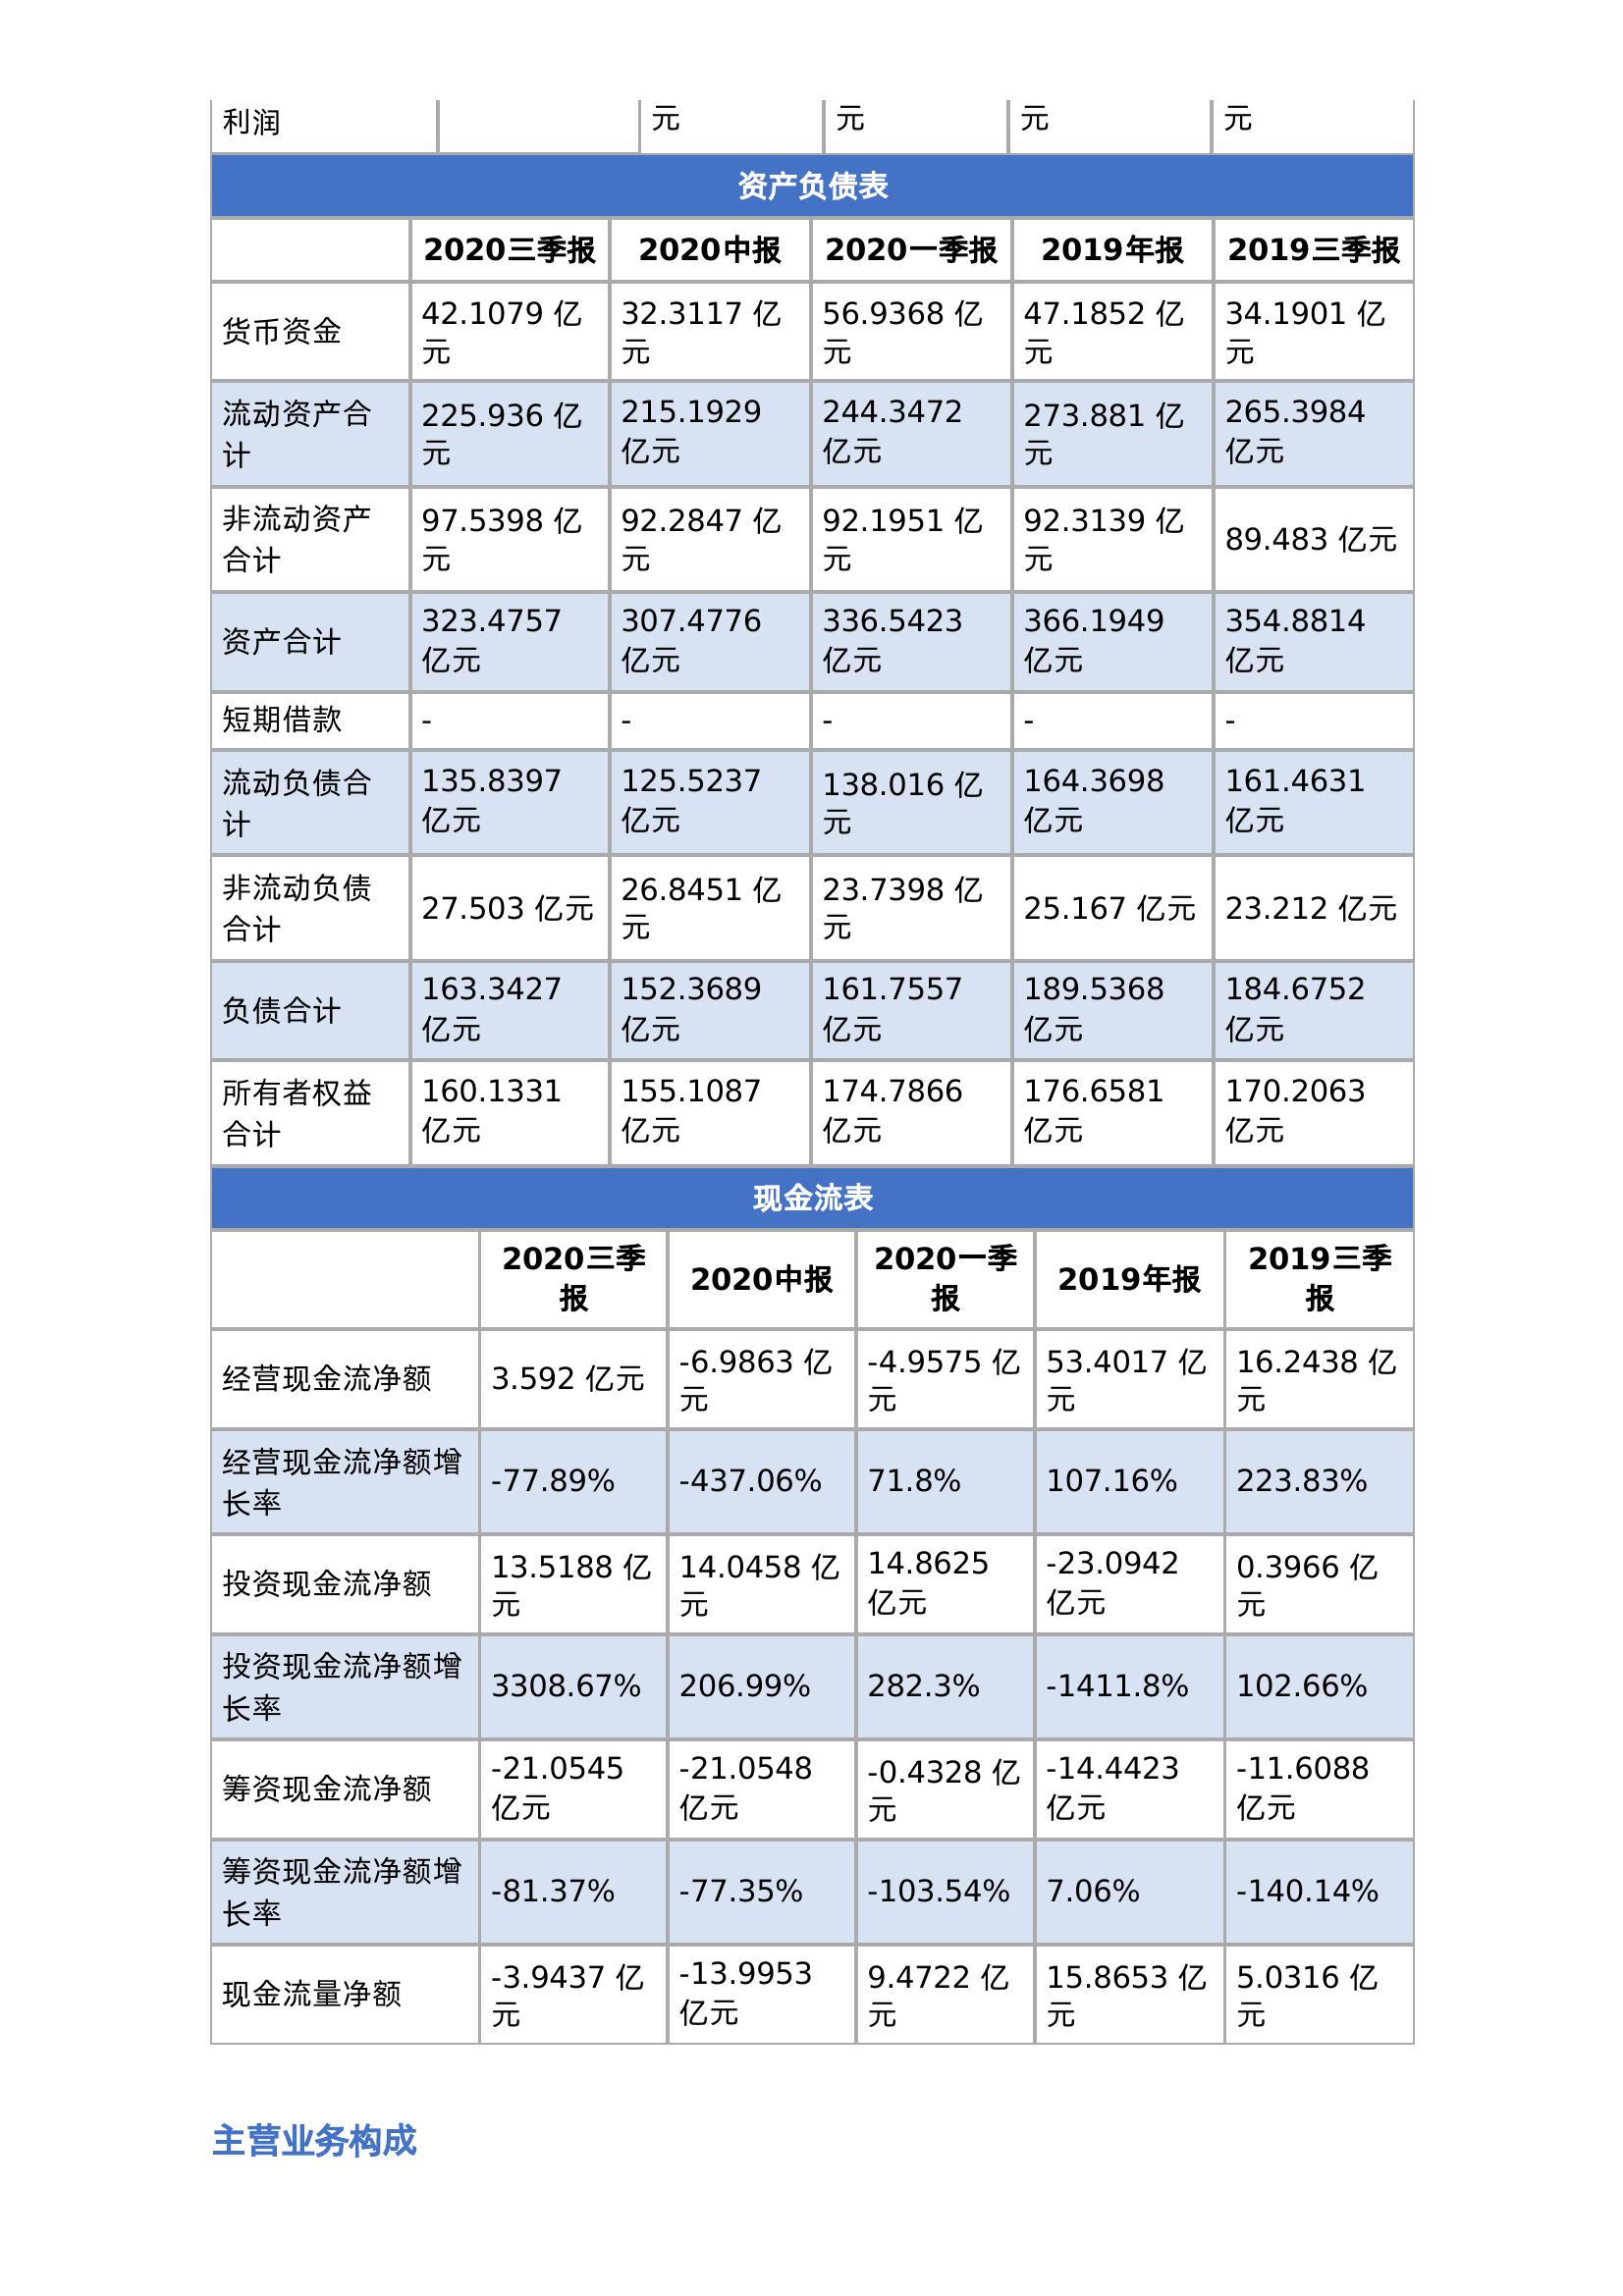 利润 元 元 元 元
资产负债表
2020三季报 2020中报 2020一季报 2019年报 2019三季报
货币资金 42.1079 亿元 32.3117 亿元 56.9368 亿元 47.1852 亿元 34.1901 亿元
流动资产合计 225.936 亿元 215.1929 亿元 244.3472 亿元 273.881 亿元 265.3984 亿元
非流动资产合计 97.5398 亿元 92.2847 亿元 92.1951 亿元 92.3139 亿元 89.483 亿元
资产合计 323.4757 亿元 307.4776 亿元 336.5423 亿元 366.1949 亿元 354.8814 亿元
短期借款 - - - - -
流动负债合计 135.8397 亿元 125.5237 亿元 138.016 亿元 164.3698 亿元 161.4631 亿元
非流动负债合计 27.503 亿元 26.8451 亿元 23.7398 亿元 25.167 亿元 23.212 亿元
负债合计 163.3427 亿元 152.3689 亿元 161.7557 亿元 189.5368 亿元 184.6752 亿元
所有者权益合计 160.1331 亿元 155.1087 亿元 174.7866 亿元 176.6581 亿元 170.2063 亿元
现金流表
2020三季报 2020中报 2020一季报 2019年报 2019三季报
经营现金流净额 3.592 亿元 -6.9863 亿元 -4.9575 亿元 53.4017 亿元 16.2438 亿元
经营现金流净额增长率 -77.89% -437.06% 71.8% 107.16% 223.83%
投资现金流净额 13.5188 亿元 14.0458 亿元 14.8625 亿元 -23.0942 亿元 0.3966 亿元
投资现金流净额增长率 3308.67% 206.99% 282.3% -1411.8% 102.66%
筹资现金流净额 -21.0545 亿元 -21.0548 亿元 -0.4328 亿元 -14.4423 亿元 -11.6088 亿元
筹资现金流净额增长率 -81.37% -77.35% -103.54% 7.06% -140.14%
现金流量净额 -3.9437 亿元 -13.9953 亿元 9.4722 亿元 15.8653 亿元 5.0316 亿元
主营业务构成